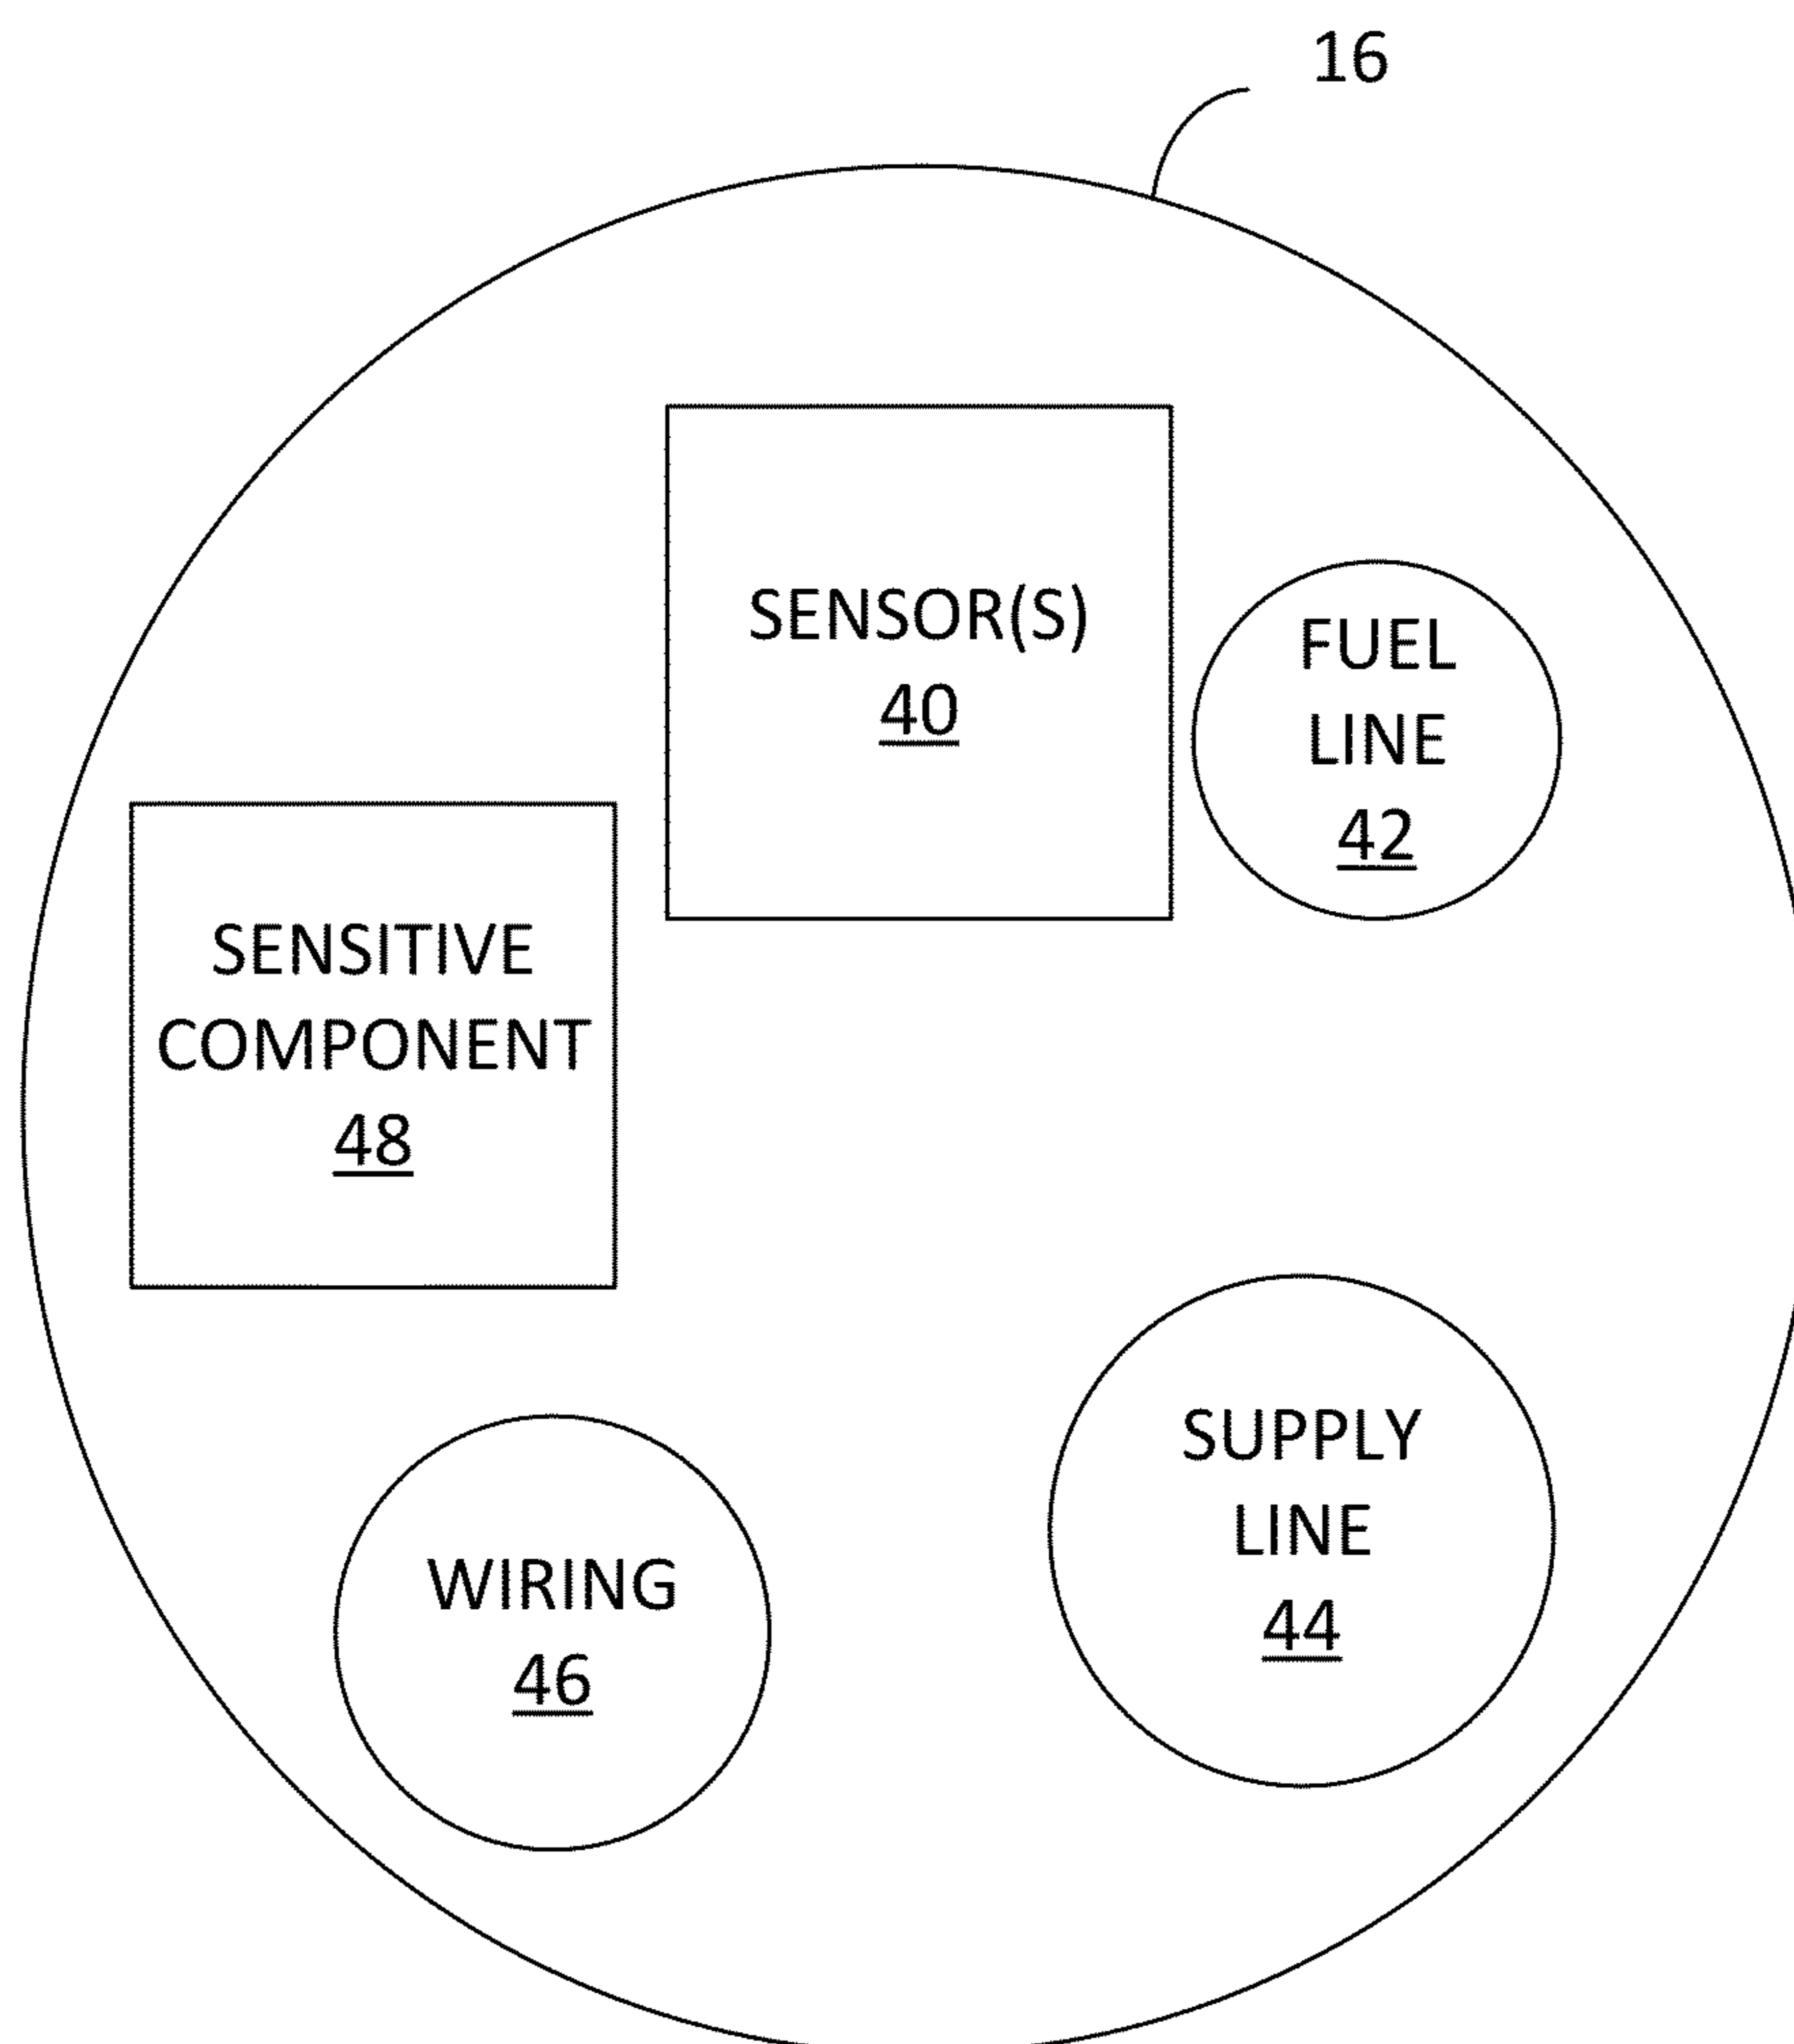 16
SENSOR(S)
40
FUEL
LINE
42
SENSITIVE
COMPONENT
48
SUPPLY
LINE
44
WIRING
46